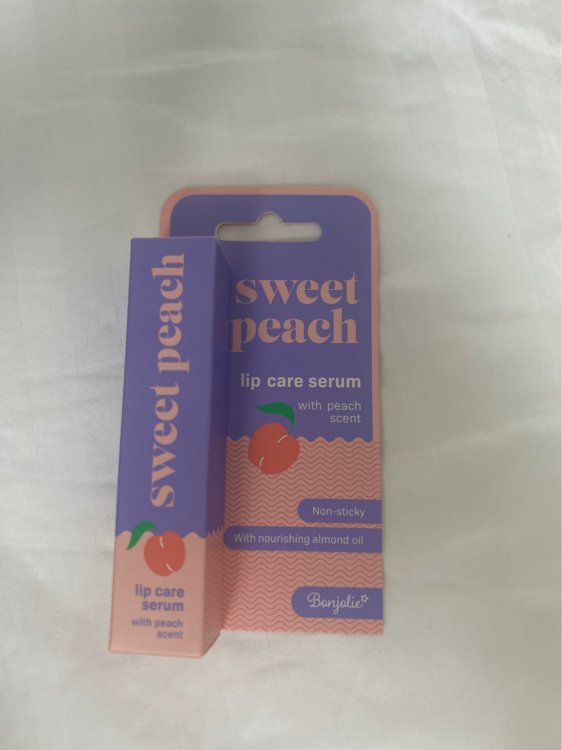 sweet peach
lip care
serum
with peach
scent
sweet
peach
lip care serum
with peach
scent
Non-sticky
With nourishing almond oil
Bonjolie